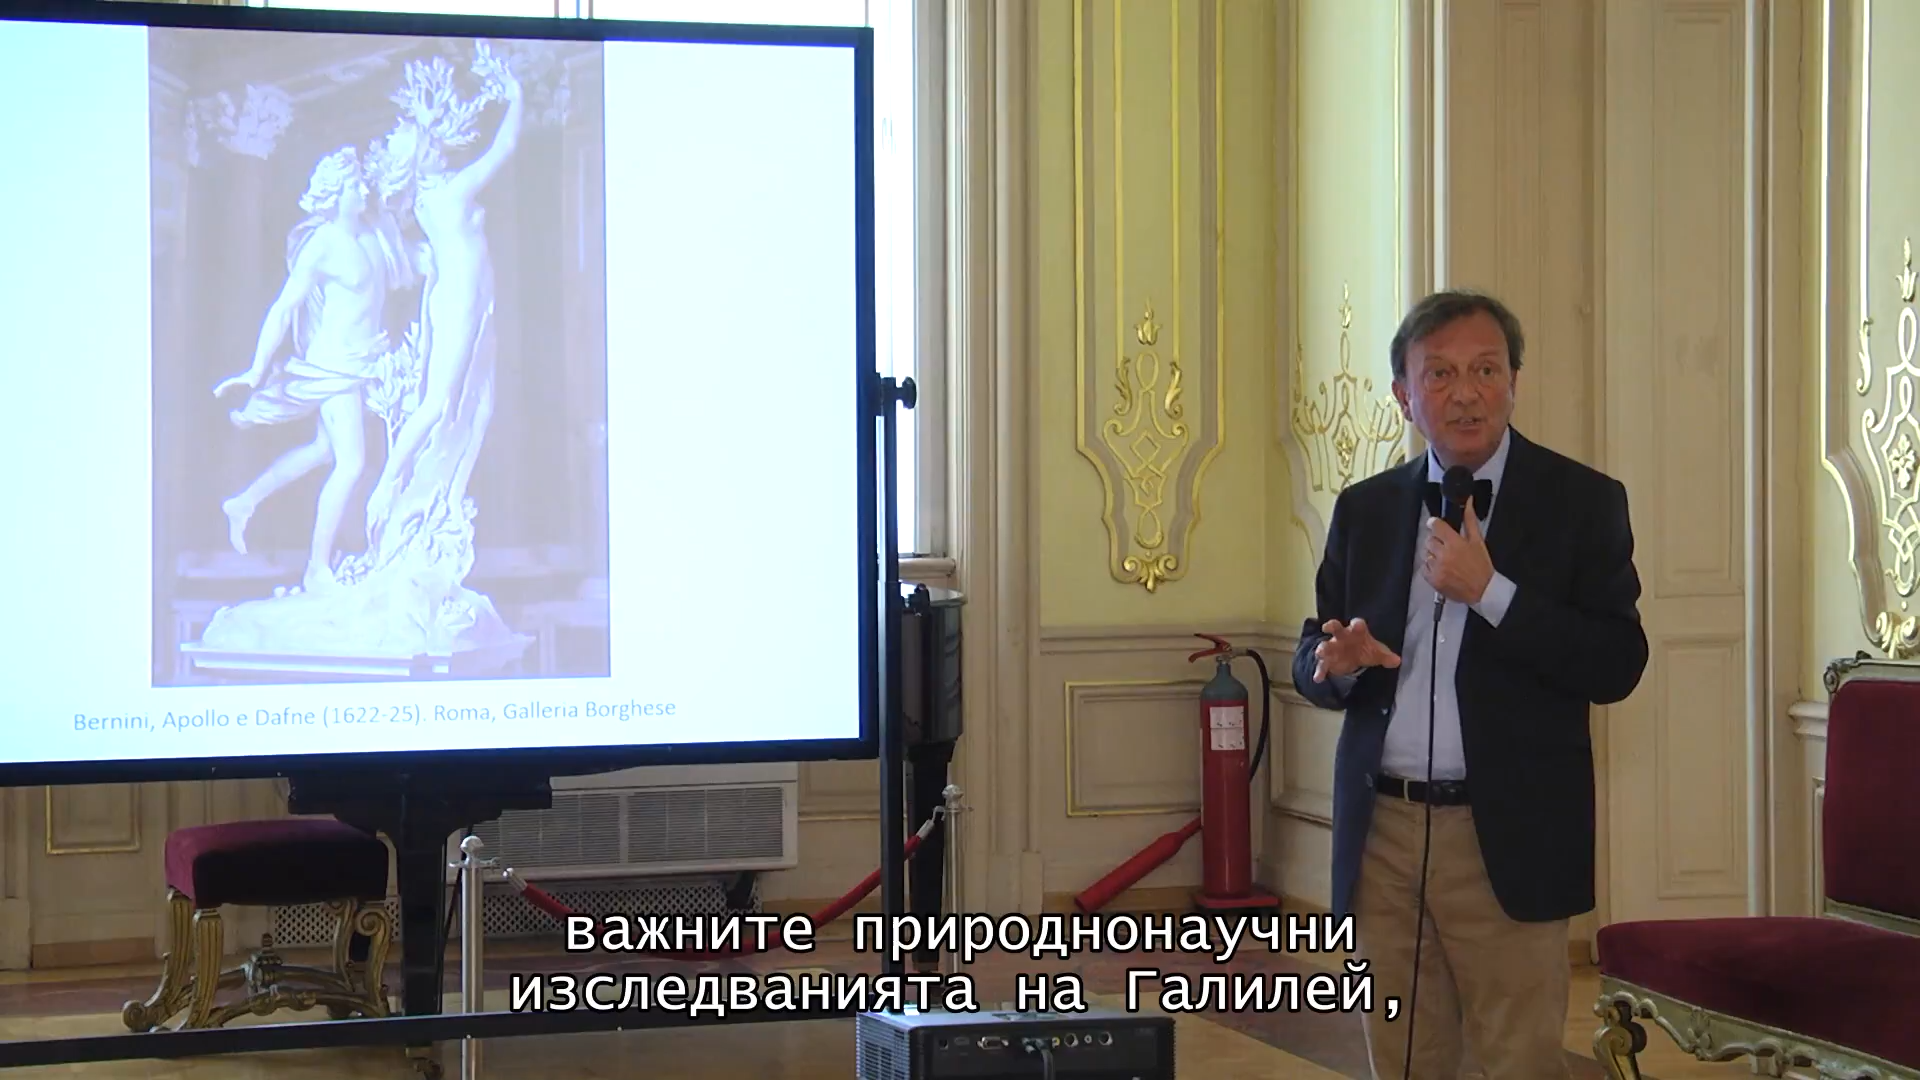 Bernini, Apollo e Dafne (1622-25). Roma, Galleria Borghese
важните природнонаучни
изследванията на Галилей,